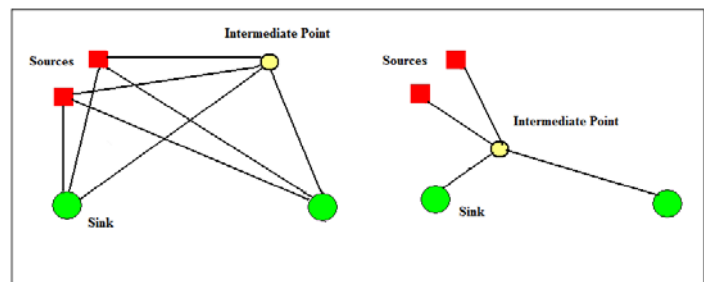 Intermediate Point
Sources
Sink
Sources
Intermediate Point
Sink